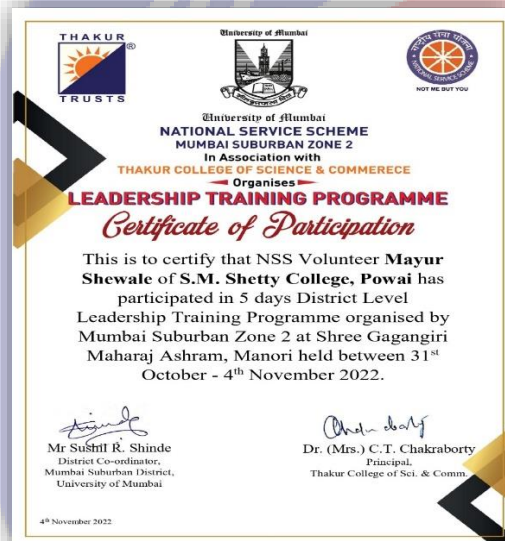 THAKUR
®
TRUSTS
University of Mumbai
राष्ट्रीय सेवा योजना
NATIONAL SERVICE SCHEME
NOT ME BUT YOU
University of Mumbai
NATIONAL SERVICE SCHEME
MUMBAI SUBURBAN ZONE 2
In Association with
THAKUR COLLEGE OF SCIENCE & COMMERECE
Organises
LEADERSHIP TRAINING PROGRAMME
Certificate of Participation
This is to certify that NSS Volunteer Mayur
Shewale of S.M. Shetty College, Powai has
participated in 5 days District Level
Leadership Training Programme organised by
Mumbai Suburban Zone 2 at Shree Gagangiri
Maharaj Ashram, Manori held between 31st
October - 4th November 2022.
Mr Sushil R. Shinde
District Co-ordinator,
Mumbai Suburban District,
University of Mumbai
Dr. (Mrs.) C.T. Chakraborty
Principal,
Thakur College of Sci. & Comm.
4th November 2022